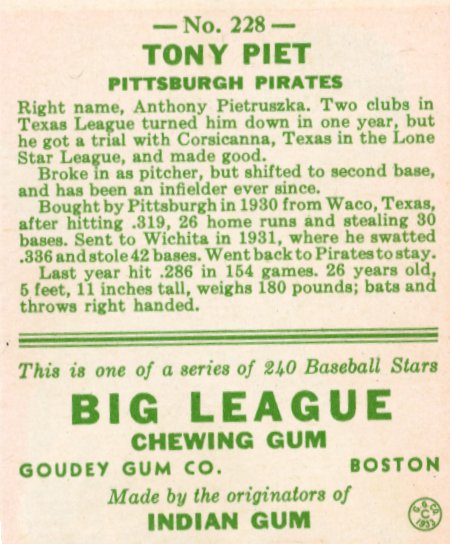 — No. 228 —
TONY PIET
PITTSBURGH PIRATES
Right name, Anthony Pietruszka. Two clubs in
Texas League turned him down in one year, but
he got a trial with Corsicanna, Texas in the Lone
Star League, and made good.
Broke in as pitcher, but shifted to second base,
and has been an infielder ever since.
Bought by Pittsburgh in 1930 from Waco, Texas,
after hitting .319, 26 home runs and stealing 30
bases. Sent to Wichita in 1931, where he swatted
.336 and stole 42 bases. Went back to Pirates to stay.
Last year hit .286 in 154 games. 26 years old,
5 feet, 11 inches tall, weighs 180 pounds; bats and
throws right handed.
This is one of a series of 240 Baseball Stars
BIG LEAGUE
CHEWING GUM
GOUDEY GUM CO. BOSTON
Made by the originators of
INDIAN GUM
G. G. CO.
C
1933